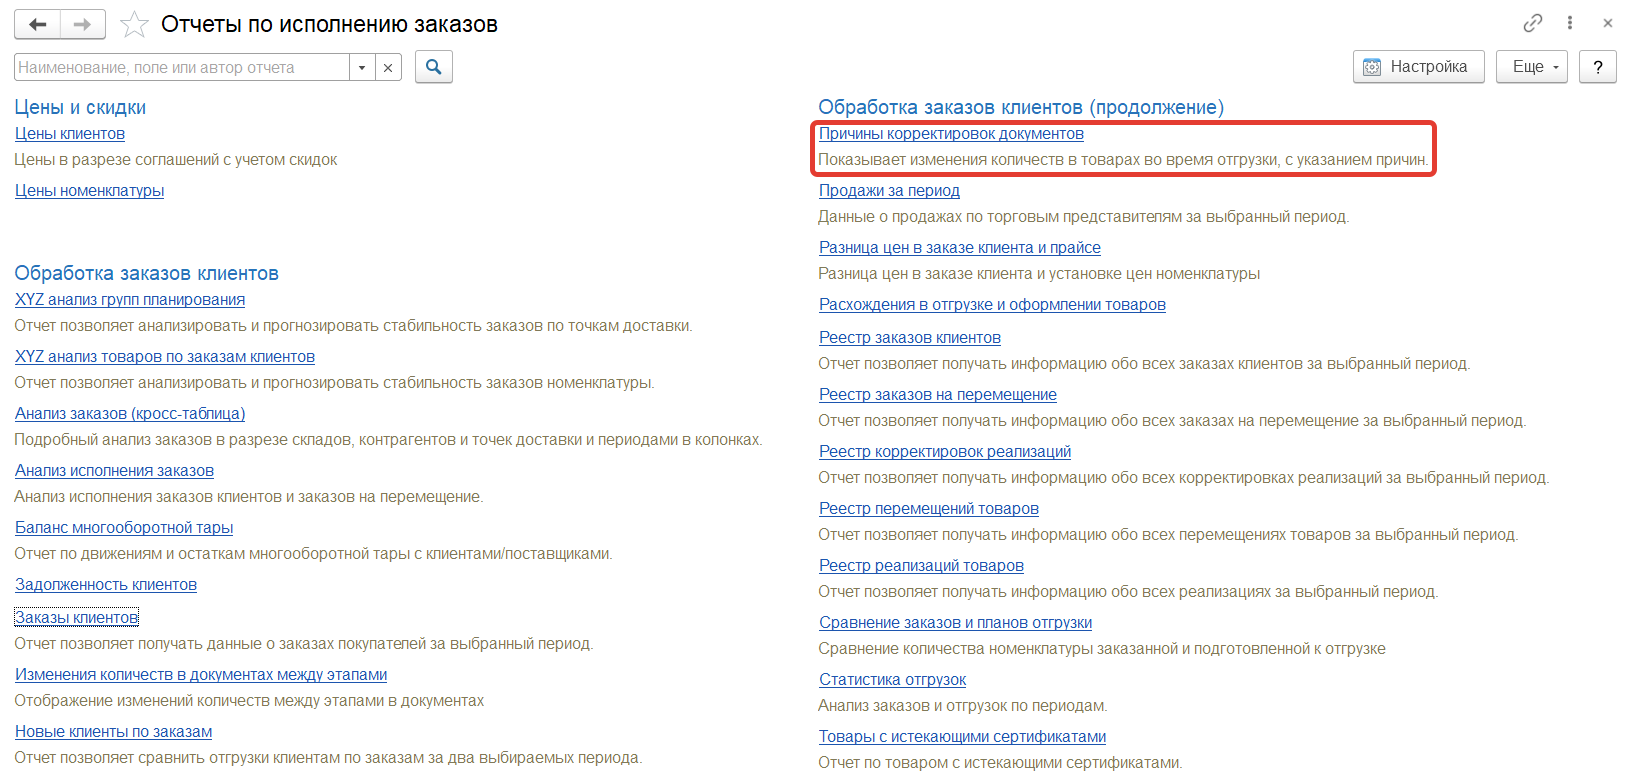 Отчеты по исполнению заказов
Наименование, поле или автор отчета
Настройка
Еще
?
Цены и скидки
Цены клиентов
Цены в разрезе соглашений с учетом скидок
Цены номенклатуры
Обработка заказов клиентов
XYZ анализ групп планирования
Отчет позволяет анализировать и прогнозировать стабильность заказов по точкам доставки.
XYZ анализ товаров по заказам клиентов
Отчет позволяет анализировать и прогнозировать стабильность заказов номенклатуры.
Анализ заказов (кросс-таблица)
Подробный анализ заказов в разрезе складов, контрагентов и точек доставки и периодами в колонках.
Анализ исполнения заказов
Анализ исполнения заказов клиентов и заказов на перемещение.
Баланс многооборотной тары
Отчет по движениям и остаткам многооборотной тары с клиентами/поставщиками.
Задолженность клиентов
Заказы клиентов
Отчет позволяет получать данные о заказах покупателей за выбранный период.
Изменения количеств в документах между этапами
Отображение изменений количеств между этапами в документах
Новые клиенты по заказам
Отчет позволяет сравнить отгрузки клиентам по заказам за два выбираемых периода.
Обработка заказов клиентов (продолжение)
Причины корректировок документов
Показывает изменения количеств в товарах во время отгрузки, с указанием причин.
Продажи за период
Данные о продажах по торговым представителям за выбранный период.
Разница цен в заказе клиента и прайсе
Разница цен в заказе клиента и установке цен номенклатуры
Расхождения в отгрузке и оформлении товаров
Реестр заказов клиентов
Отчет позволяет получать информацию обо всех заказах клиентов за выбранный период.
Реестр заказов на перемещение
Отчет позволяет получать информацию обо всех заказах на перемещение за выбранный период.
Реестр корректировок реализаций
Отчет позволяет получать информацию обо всех корректировках реализаций за выбранный период.
Реестр перемещений товаров
Отчет позволяет получать информацию обо всех перемещениях товаров за выбранный период.
Реестр реализаций товаров
Отчет позволяет получать информацию обо всех реализациях за выбранный период.
Сравнение заказов и планов отгрузки
Сравнение количества номенклатуры заказанной и подготовленной к отгрузке
Статистика отгрузок
Анализ заказов и отгрузок по периодам.
Товары с истекающими сертификатами
Отчет по товаром с истекающими сертификатами.